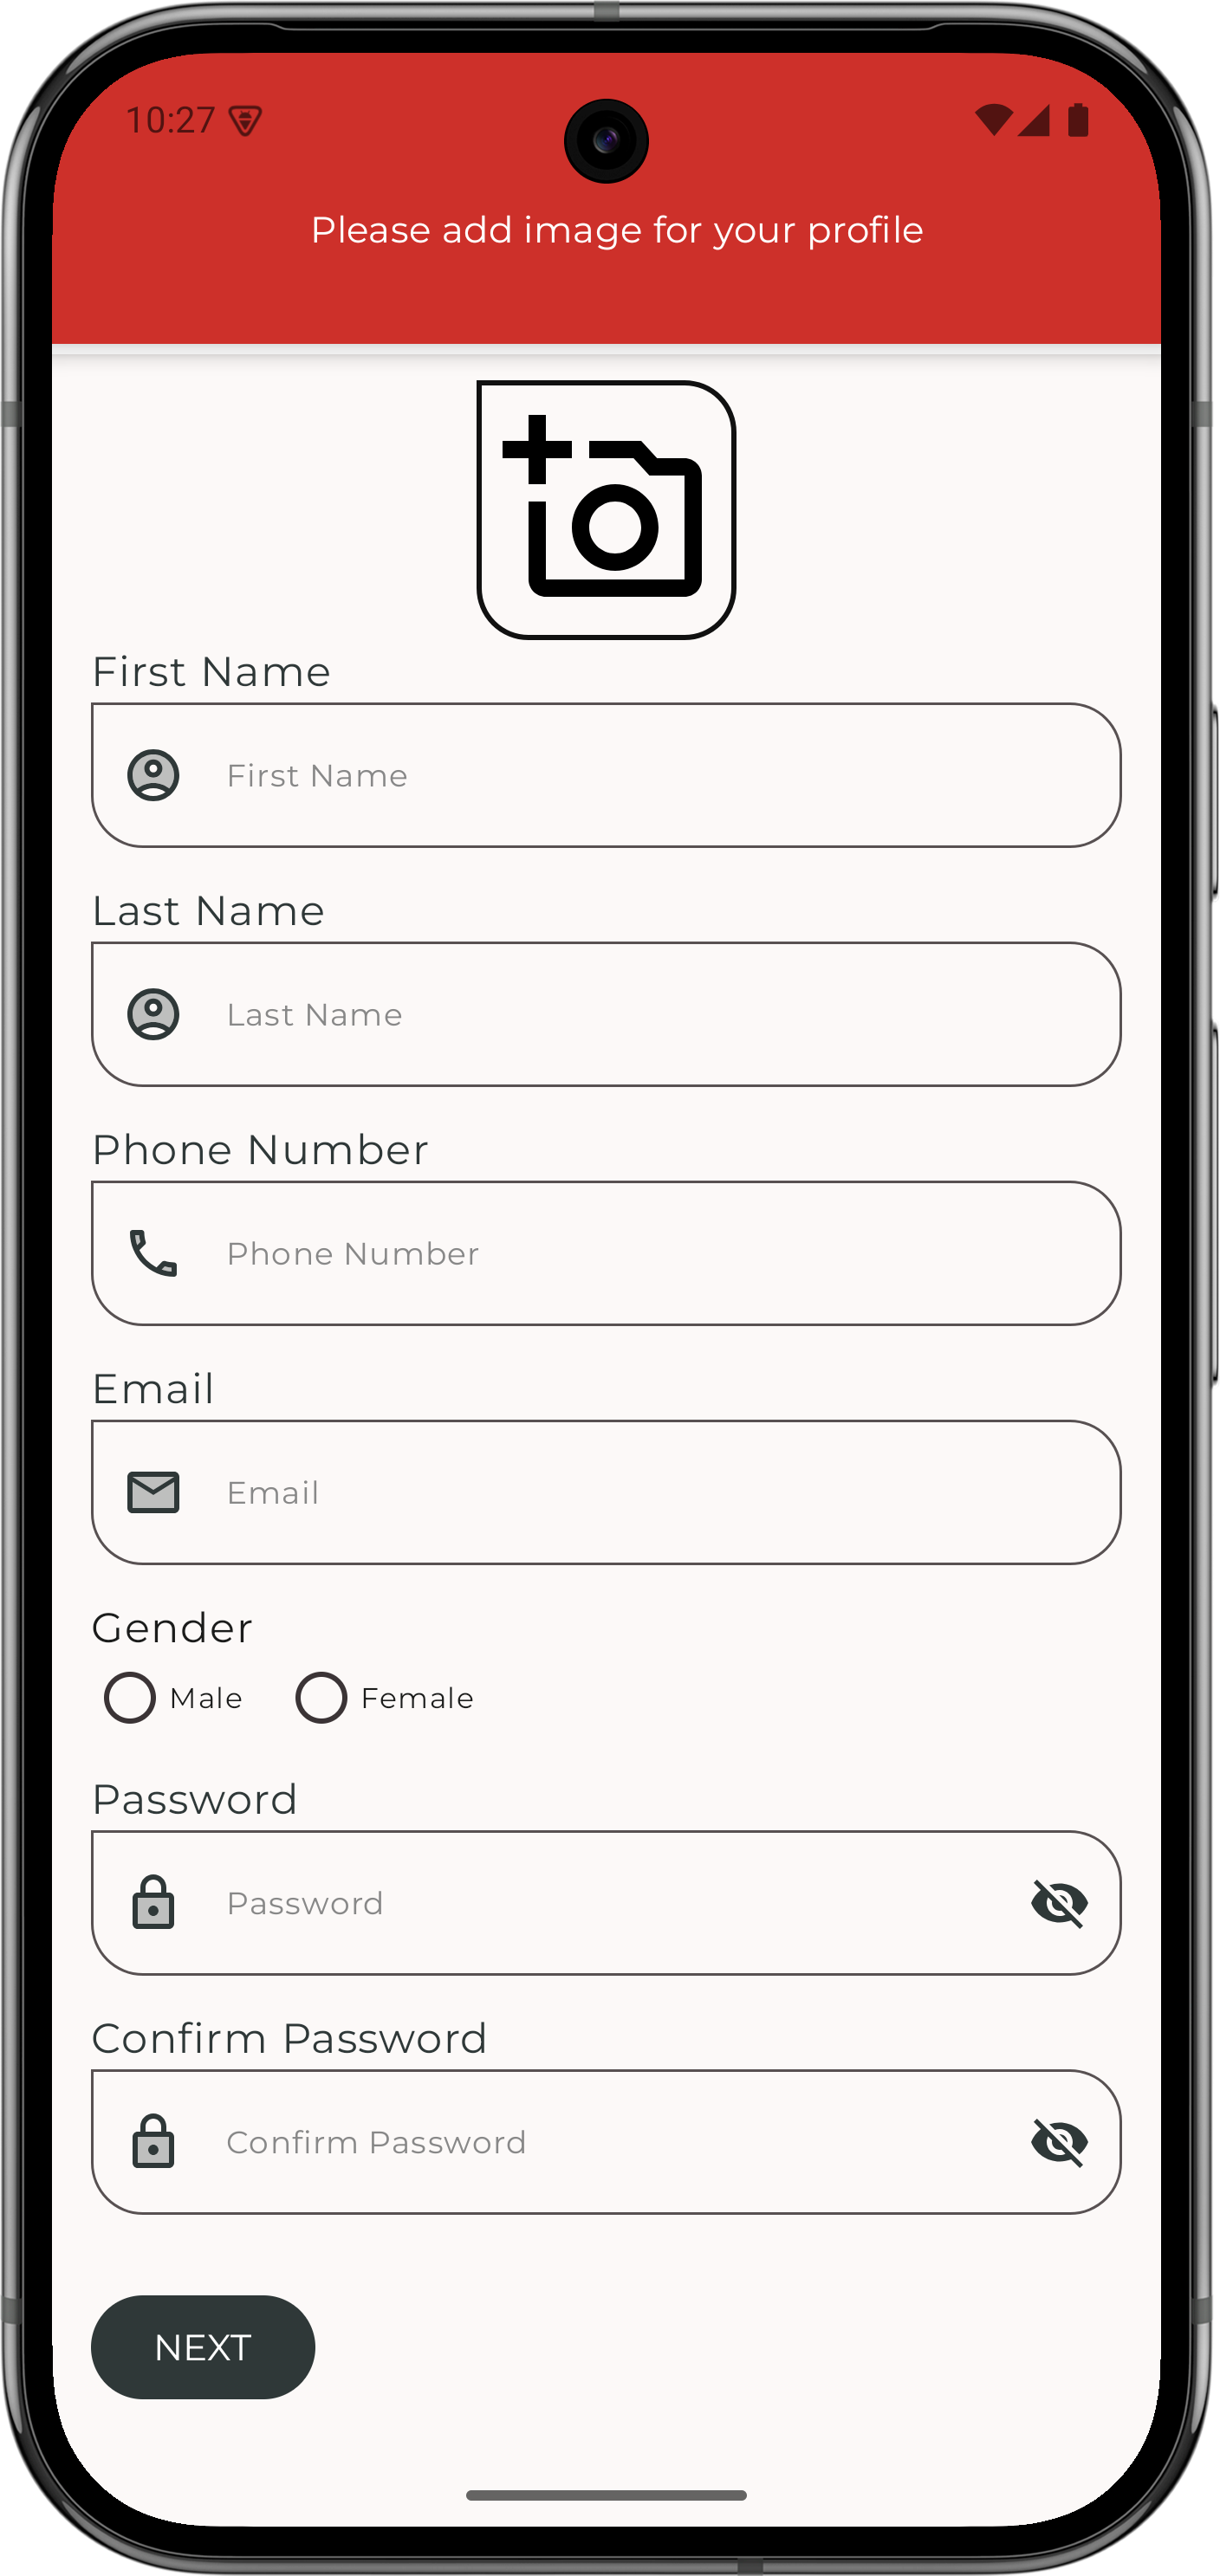 10:27
Please add image for your profile
First Name
First Name
Last Name
Last Name
Phone Number
Phone Number
Email
Email
Gender
Male Female
Password
Password
Confirm Password
Confirm Password
NEXT